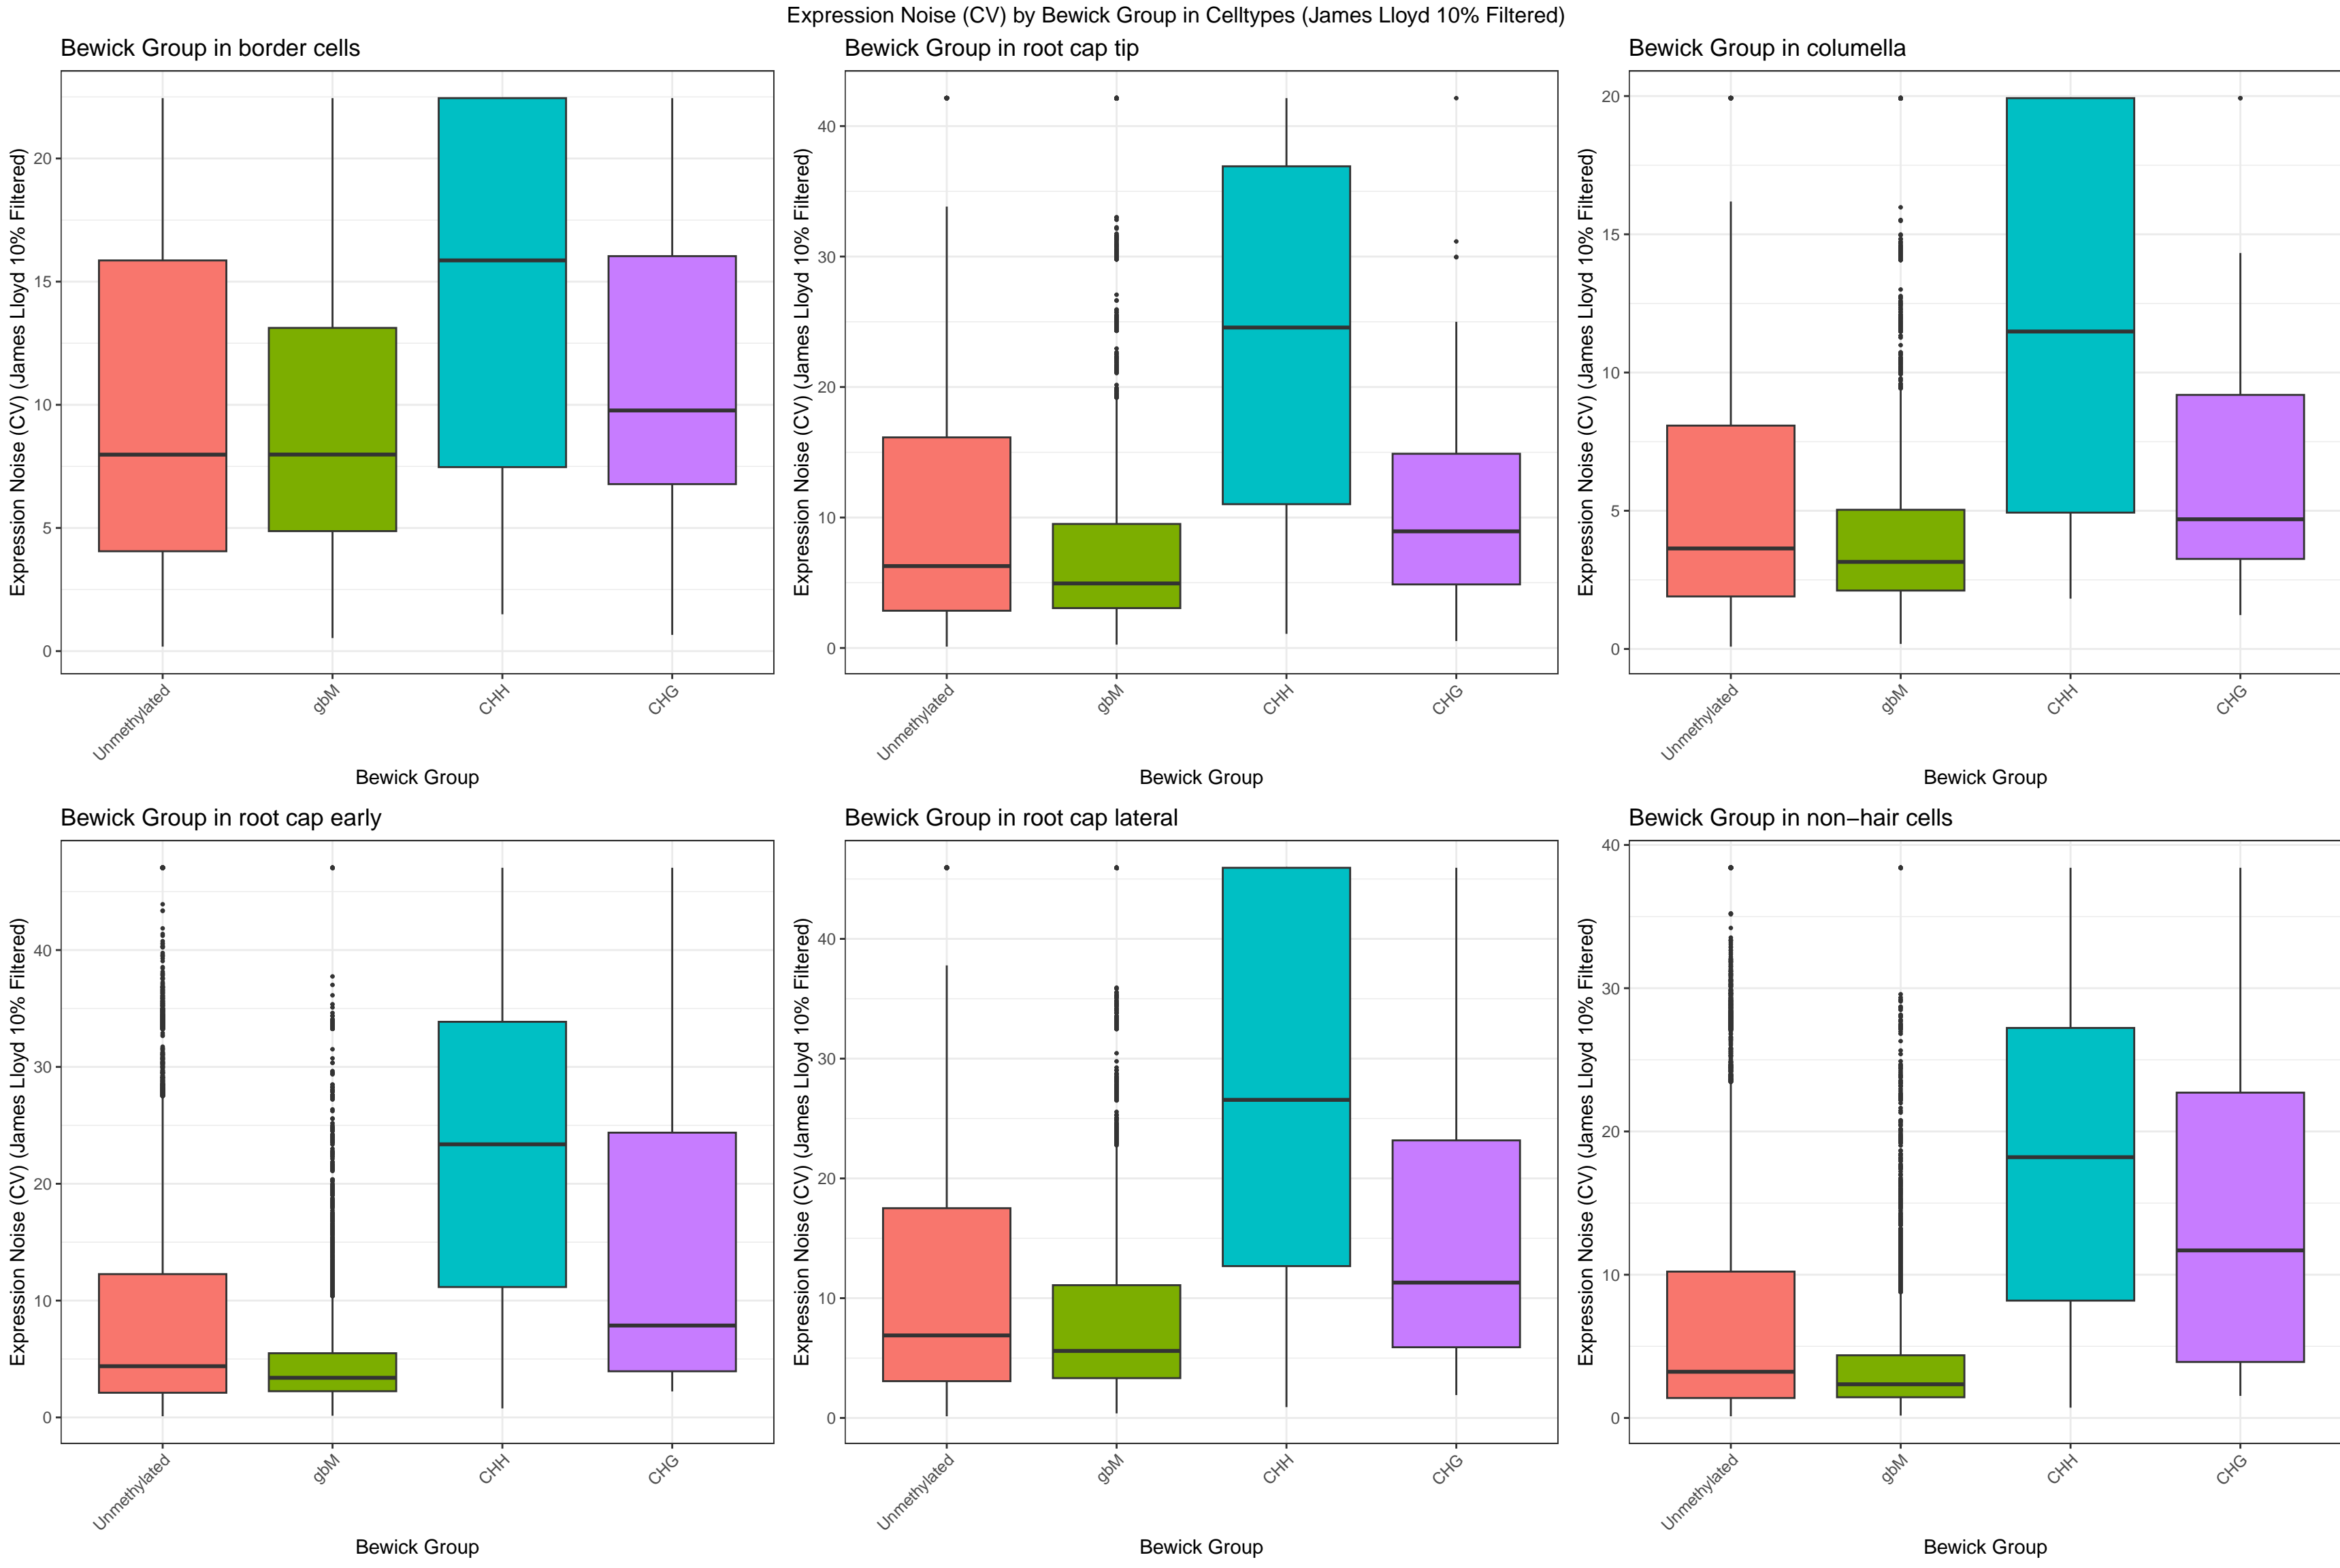 Expression Noise (CV) by Bewick Group in Celltypes (James Lloyd 10% Filtered)
Bewick Group in border cells
Expression Noise (CV) (James Lloyd 10% Filtered)
20
15
10
5
0
Unmethylated
gbM
CHH
CHG
Bewick Group
Bewick Group in root cap tip
Expression Noise (CV) (James Lloyd 10% Filtered)
40
30
20
10
0
Unmethylated
gbM
CHH
CHG
Bewick Group
Bewick Group in columella
Expression Noise (CV) (James Lloyd 10% Filtered)
20
15
10
5
0
Unmethylated
gbM
CHH
CHG
Bewick Group
Bewick Group in root cap early
Expression Noise (CV) (James Lloyd 10% Filtered)
40
30
20
10
0
Unmethylated
gbM
CHH
CHG
Bewick Group
Bewick Group in root cap lateral
Expression Noise (CV) (James Lloyd 10% Filtered)
40
30
20
10
0
Unmethylated
gbM
CHH
CHG
Bewick Group
Bewick Group in non−hair cells
Expression Noise (CV) (James Lloyd 10% Filtered)
40
30
20
10
0
Unmethylated
gbM
CHH
CHG
Bewick Group